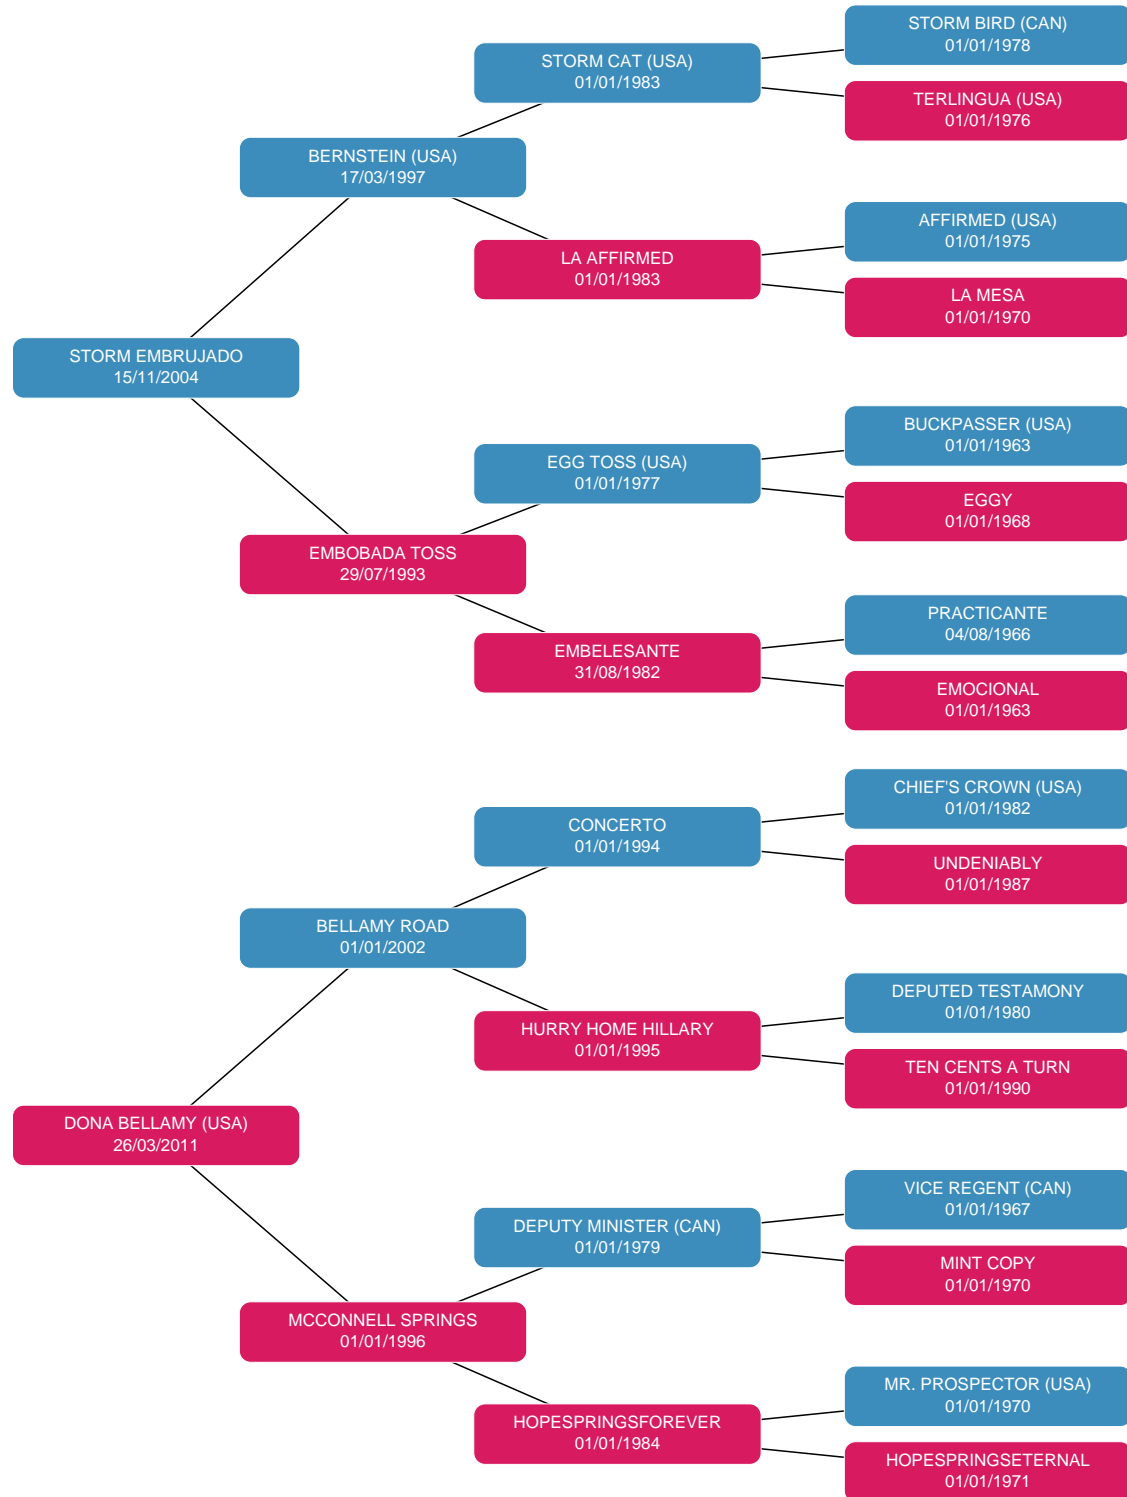 STORM BIRD (CAN)
01/01/1978
STORM CAT (USA)
01/01/1983
TERLINGUA (USA)
01/01/1976
BERNSTEIN (USA)
17/03/1997
AFFIRMED (USA)
01/01/1975
LA AFFIRMED
01/01/1983
LA MESA
01/01/1970
STORM EMBRUJADO
15/11/2004
BUCKPASSER (USA)
01/01/1963
EGG TOSS (USA)
01/01/1977
EGGY
01/01/1968
EMBOBADA TOSS
29/07/1993
PRACTICANTE
04/08/1966
EMBELESANTE
31/08/1982
EMOCIONAL
01/01/1963
CHIEF'S CROWN (USA)
01/01/1982
CONCERTO
01/01/1994
UNDENIABLY
01/01/1987
BELLAMY ROAD
01/01/2002
DEPUTED TESTAMONY
01/01/1980
HURRY HOME HILLARY
01/01/1995
TEN CENTS A TURN
01/01/1990
DONA BELLAMY (USA)
26/03/2011
VICE REGENT (CAN)
01/01/1967
DEPUTY MINISTER (CAN)
01/01/1979
MINT COPY
01/01/1970
MCCONNELL SPRINGS
01/01/1996
MR. PROSPECTOR (USA)
01/01/1970
HOPESPRINGSFOREVER
01/01/1984
HOPESPRINGSETERNAL
01/01/1971